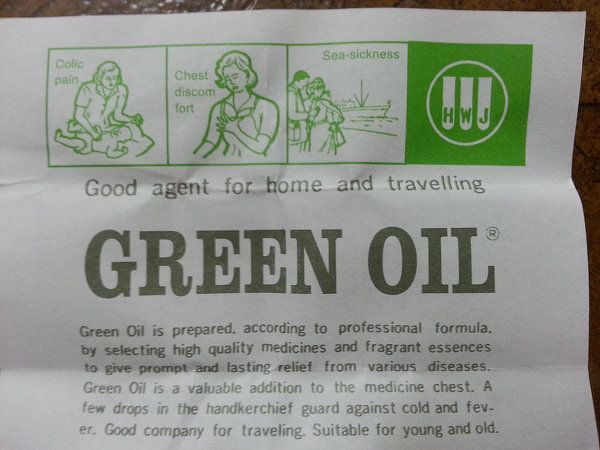 Colic
pain
Chest
discom
fort
Sea-sickness
HWJ
Good agent for home and travelling
GREEN OIL®
Green Oil is prepared, according to professional formula.
by selecting high quality medicines and fragrant essences
to give prompt and lasting relief from various diseases.
Green Oil is a valuable addition to the medicine chest. A
few drops in the handkerchief guard against cold and fev-
er. Good company for traveling. Suitable for young and old.